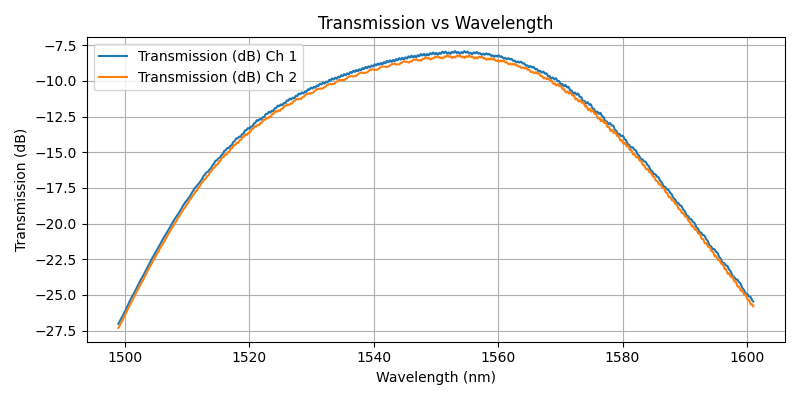 Transmission vs Wavelength
Transmission (dB) Ch 1
Transmission (dB) Ch 2
Transmission (dB)
−7.5
−10.0
−12.5
−15.0
−17.5
−20.0
−22.5
−25.0
−27.5
1500 1520 1540 1560 1580 1600
Wavelength (nm)